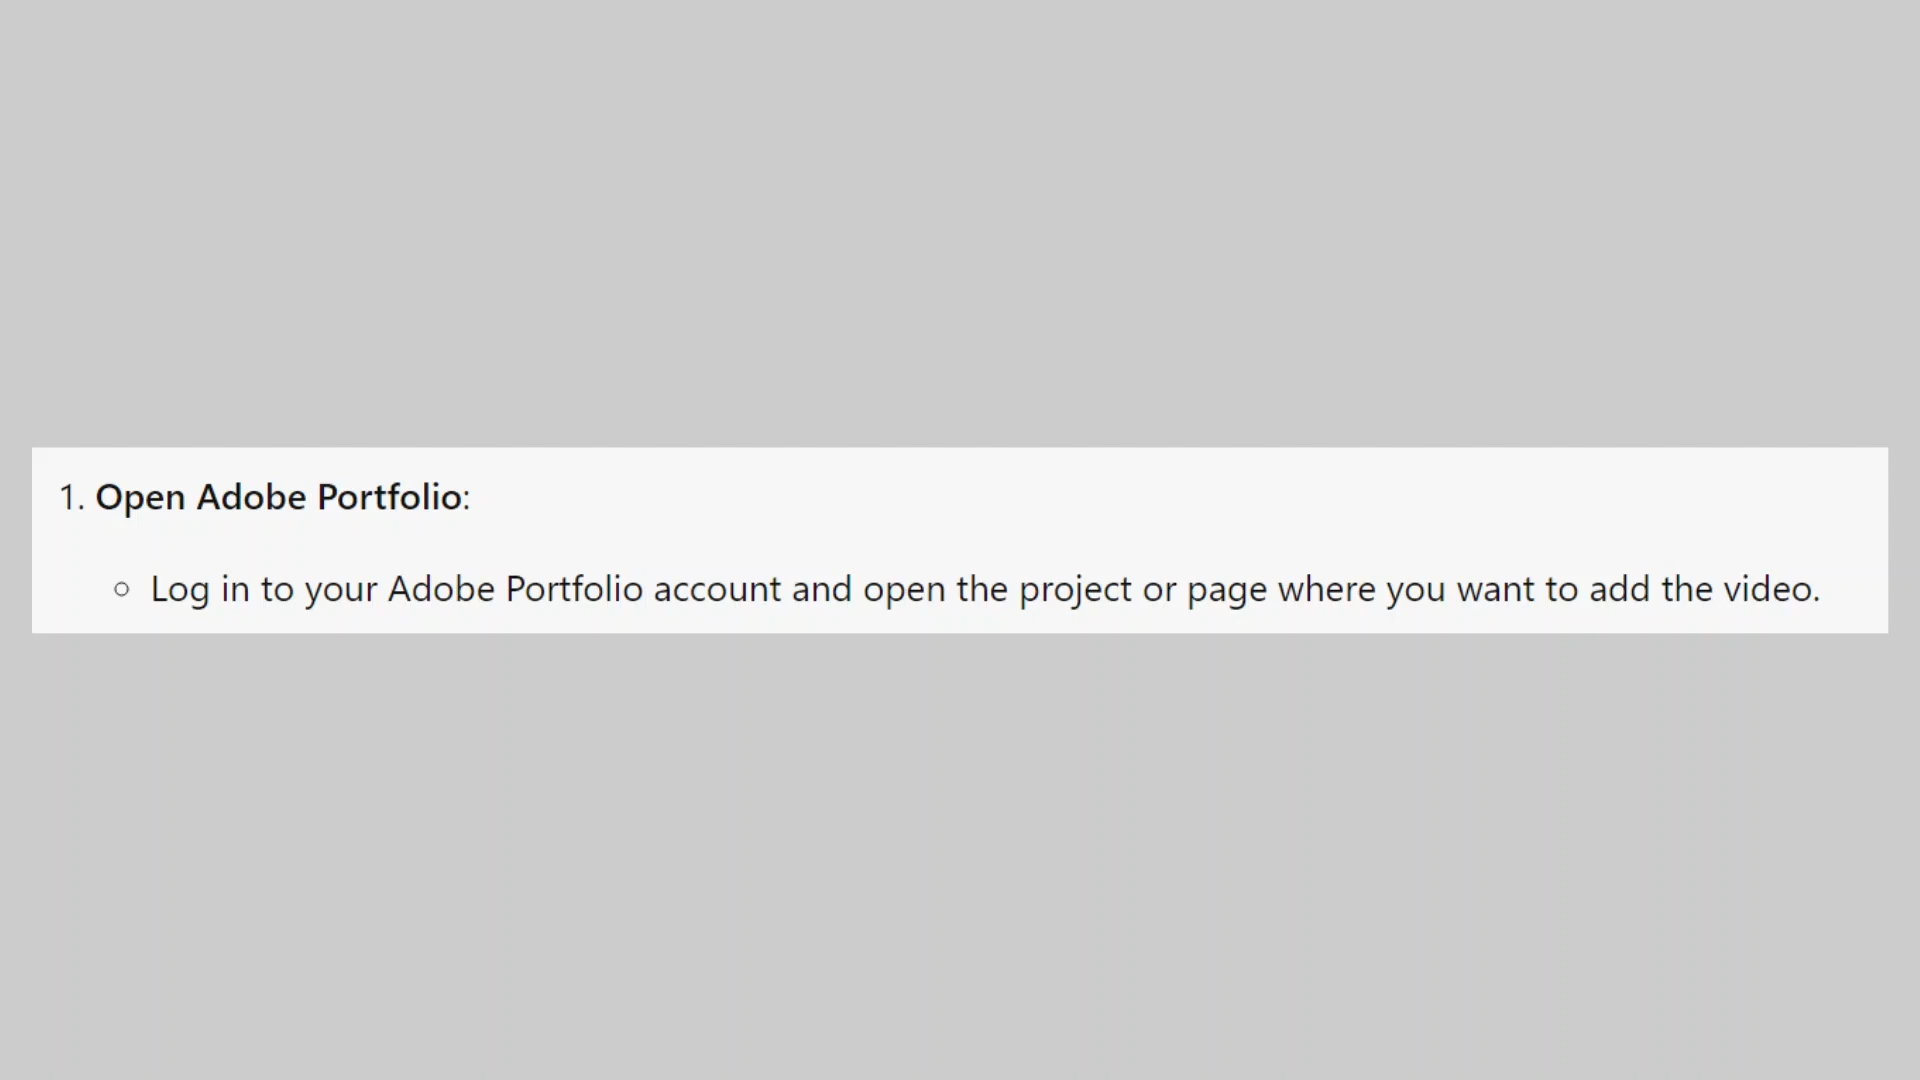 1. Open Adobe Portfolio:
○ Log in to your Adobe Portfolio account and open the project or page where you want to add the video.